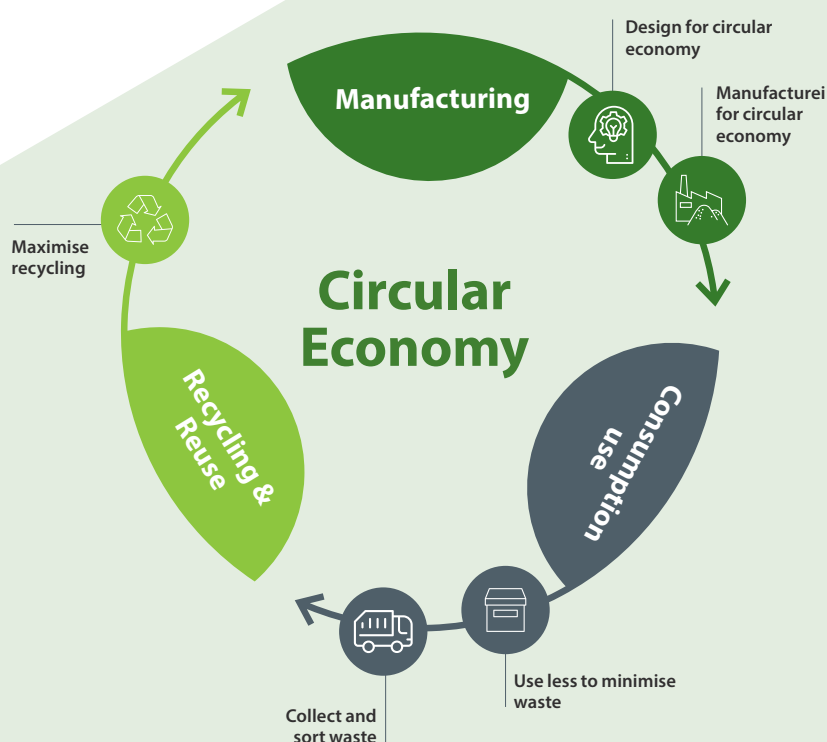 Design for circular
economy
Manufacturei
for circular
economy
Manufacturing
Maximise
recycling
Circular
Economy
Recycling &
Reuse
Consumption
use
Use less to minimise
waste
Collect and
sort waste